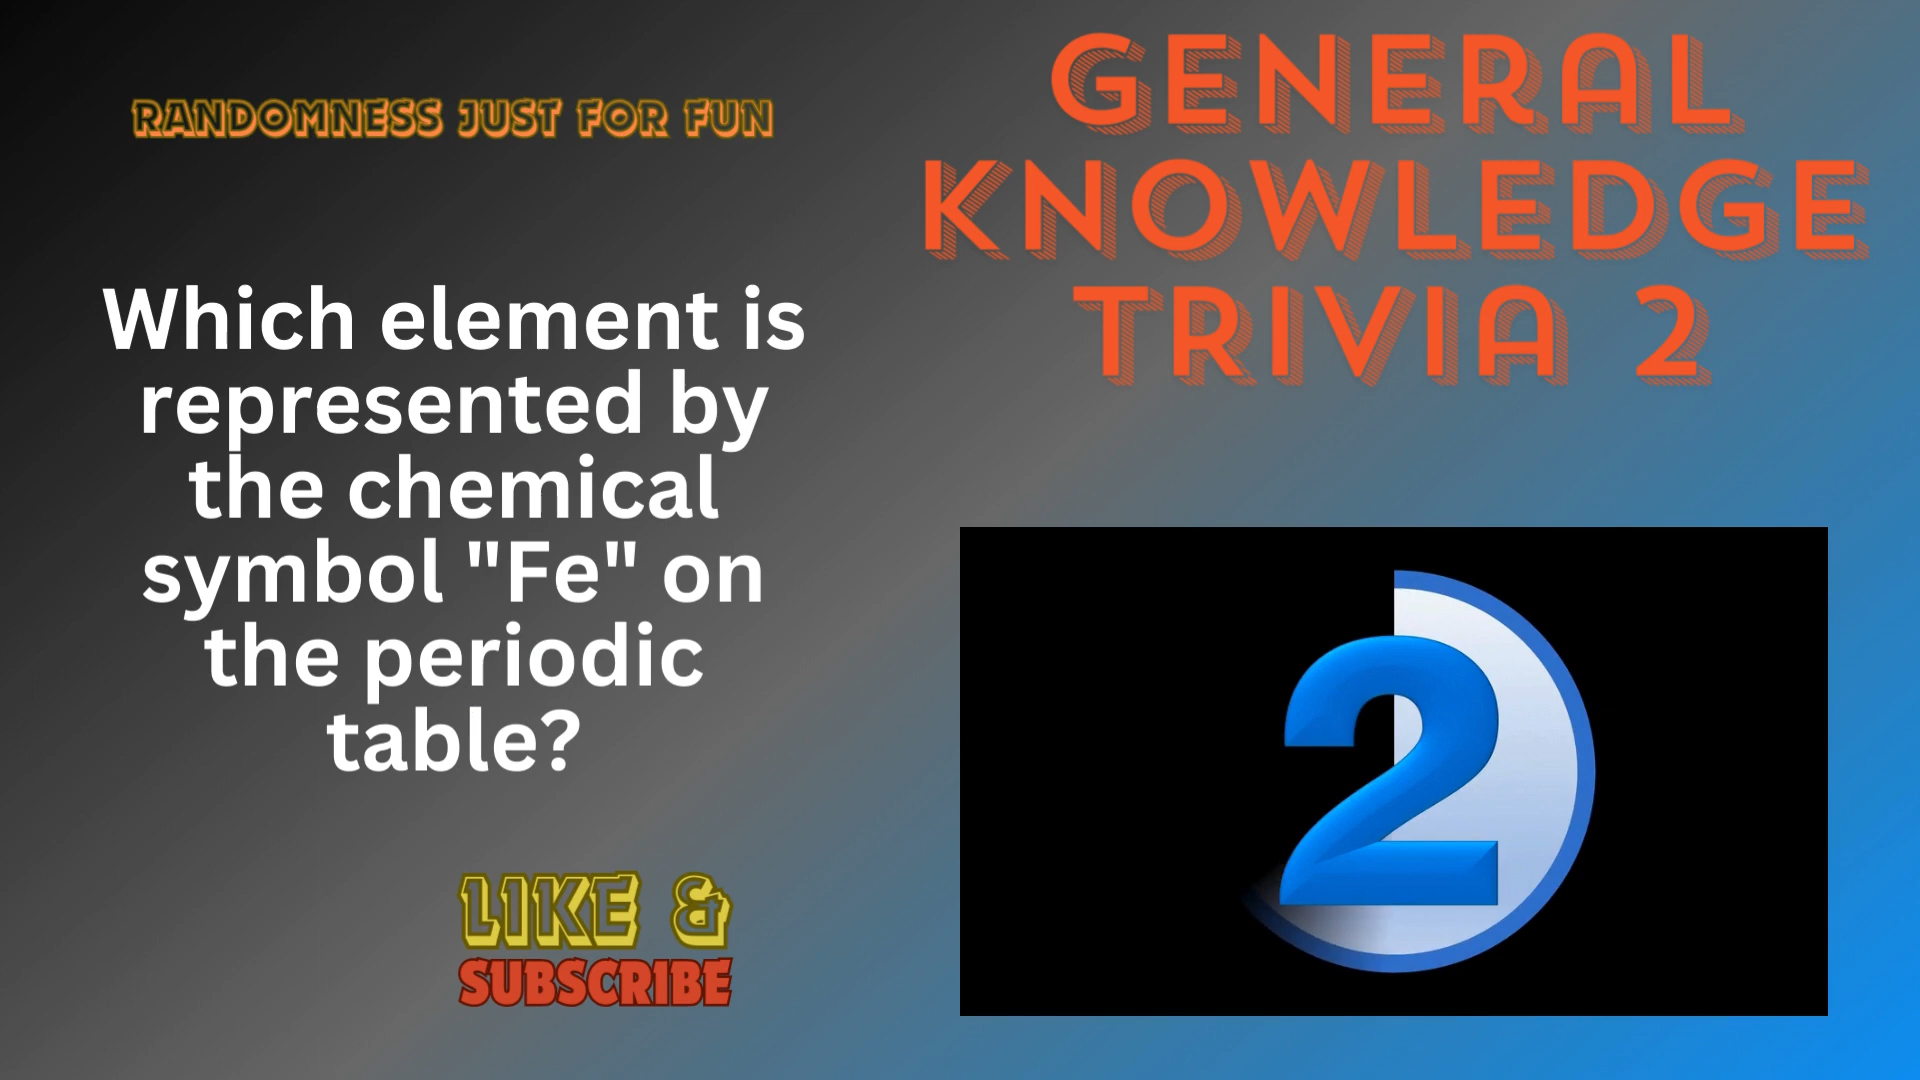 RANDOMNESS JUST FOR FUN
GENERAL
KNOWLEDGE
TRIVIA 2
Which element is
represented by
the chemical
symbol "Fe" on
the periodic
table?
2
LIKE &
SUBSCRIBE